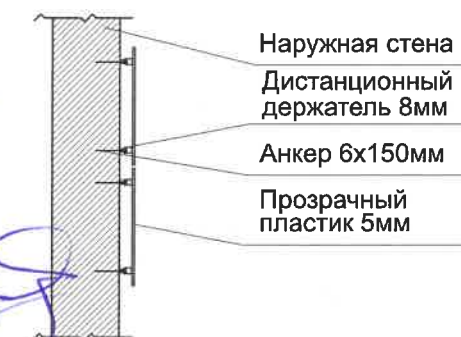 Наружная стена
Дистанционный
держатель 8мм
Анкер 6х150мм
Прозрачный
пластик 5мм